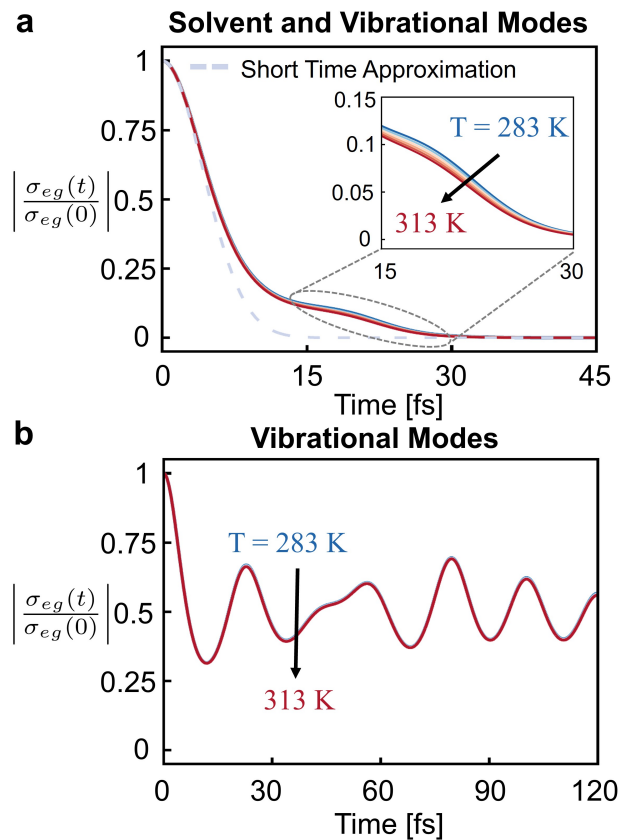 a
Solvent and Vibrational Modes
1
0.75
0.5
0.25
0
|σeg(t)/σeg(0)|
Short Time Approximation
0.15
0.1
0.05
0
15
30
T = 283 K
313 K
0
15
30
45
Time [fs]
b
Vibrational Modes
1
0.75
0.5
0.25
0
|σeg(t)/σeg(0)|
T = 283 K
313 K
0
30
60
90
120
Time [fs]